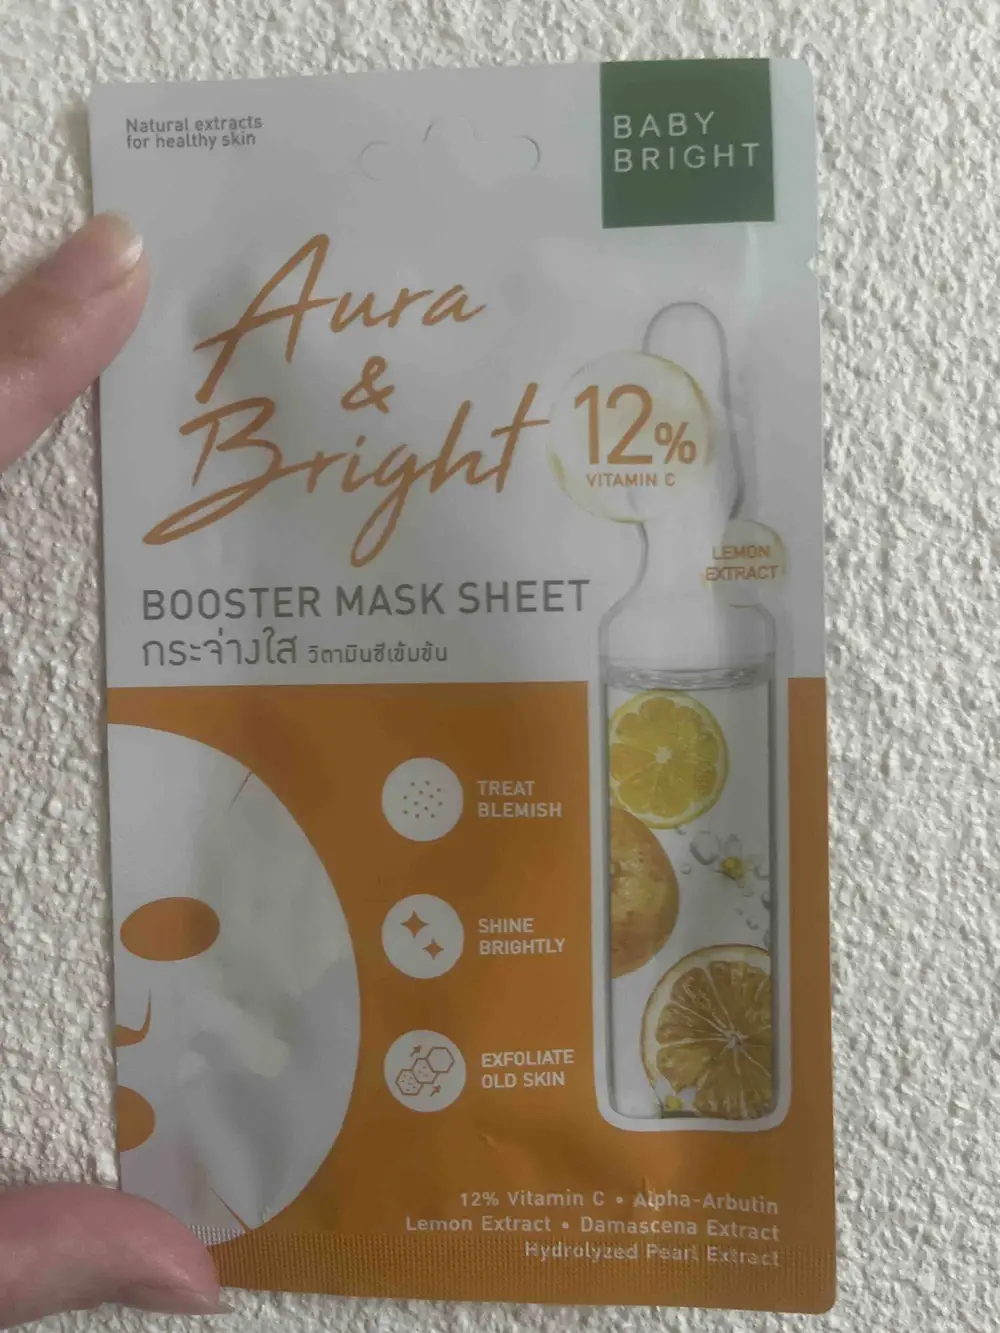 Natural extracts
for healthy skin
BABY
BRIGHT
Aura
&
Bright
12%
VITAMIN C
LEMON
EXTRACT
BOOSTER MASK SHEET
กระจ่างใส วิตามินซีเข้มข้น
TREAT
BLEMISH
SHINE
BRIGHTLY
EXFOLIATE
OLD SKIN
12% Vitamin C • Alpha-Arbutin
Lemon Extract • Damascena Extract
Hydrolyzed Pearl Extract